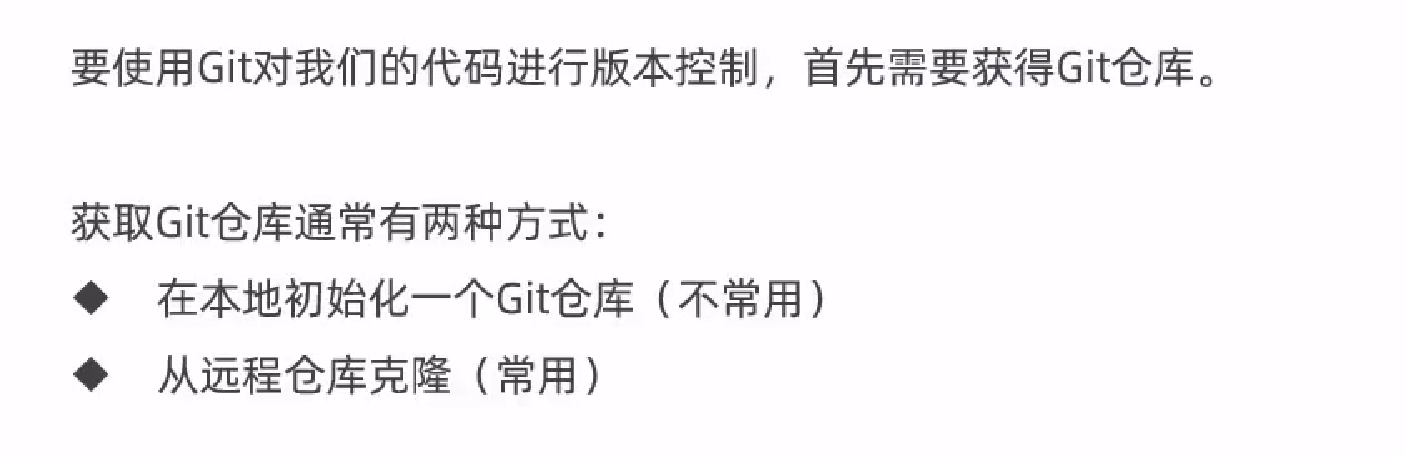 要使用Git对我们的代码进行版本控制，首先需要获得Git仓库。
获取Git仓库通常有两种方式：
◆ 在本地初始化一个Git仓库（不常用）
◆ 从远程仓库克隆（常用）